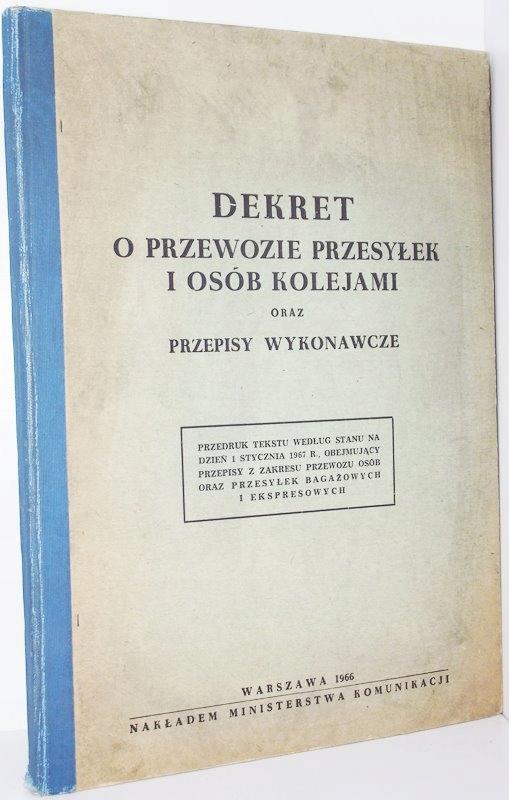 DEKRET
O PRZEWOZIE PRZESYŁEK
I OSÓB KOLEJAMI
ORAZ
PRZEPISY WYKONAWCZE
PRZEDRUK TEKSTU WEDŁUG STANU NA
DZIEŃ 1 STYCZNIA 1967 R., OBEJMUJĄCY
PRZEPISY Z ZAKRESU PRZEWOZU OSÓB
ORAZ PRZESYŁEK BAGAŻOWYCH
I EKSPRESOWYCH
WARSZAWA 1966
NAKŁADEM MINISTERSTWA KOMUNIKACJI